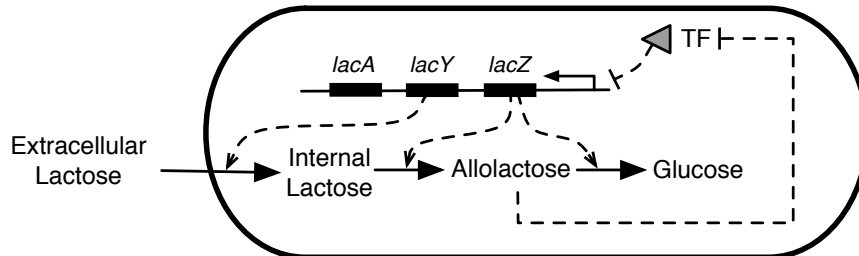 TF
lacA lacY lacZ
Extracellular
Lactose
Internal
Lactose
Allolactose
Glucose